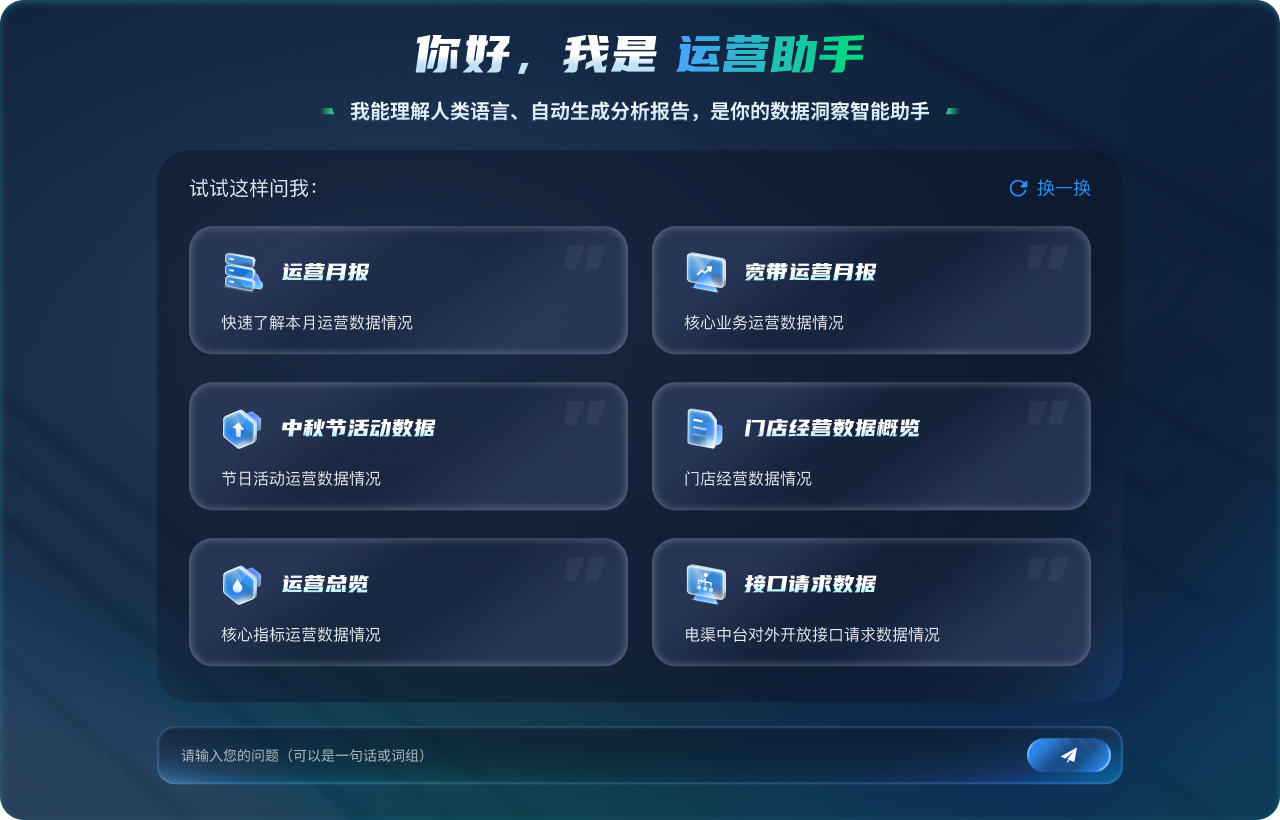 你好，我是 运营助手
我能理解人类语言、自动生成分析报告，是你的数据洞察智能助手
试试这样问我：
换一换
运营月报
快速了解本月运营数据情况
宽带运营月报
核心业务运营数据情况
中秋节活动数据
节日活动运营数据情况
门店经营数据概览
门店经营数据情况
运营总览
核心指标运营数据情况
接口请求数据
电渠中台对外开放接口请求数据情况
请输入您的问题（可以是一句话或词组）